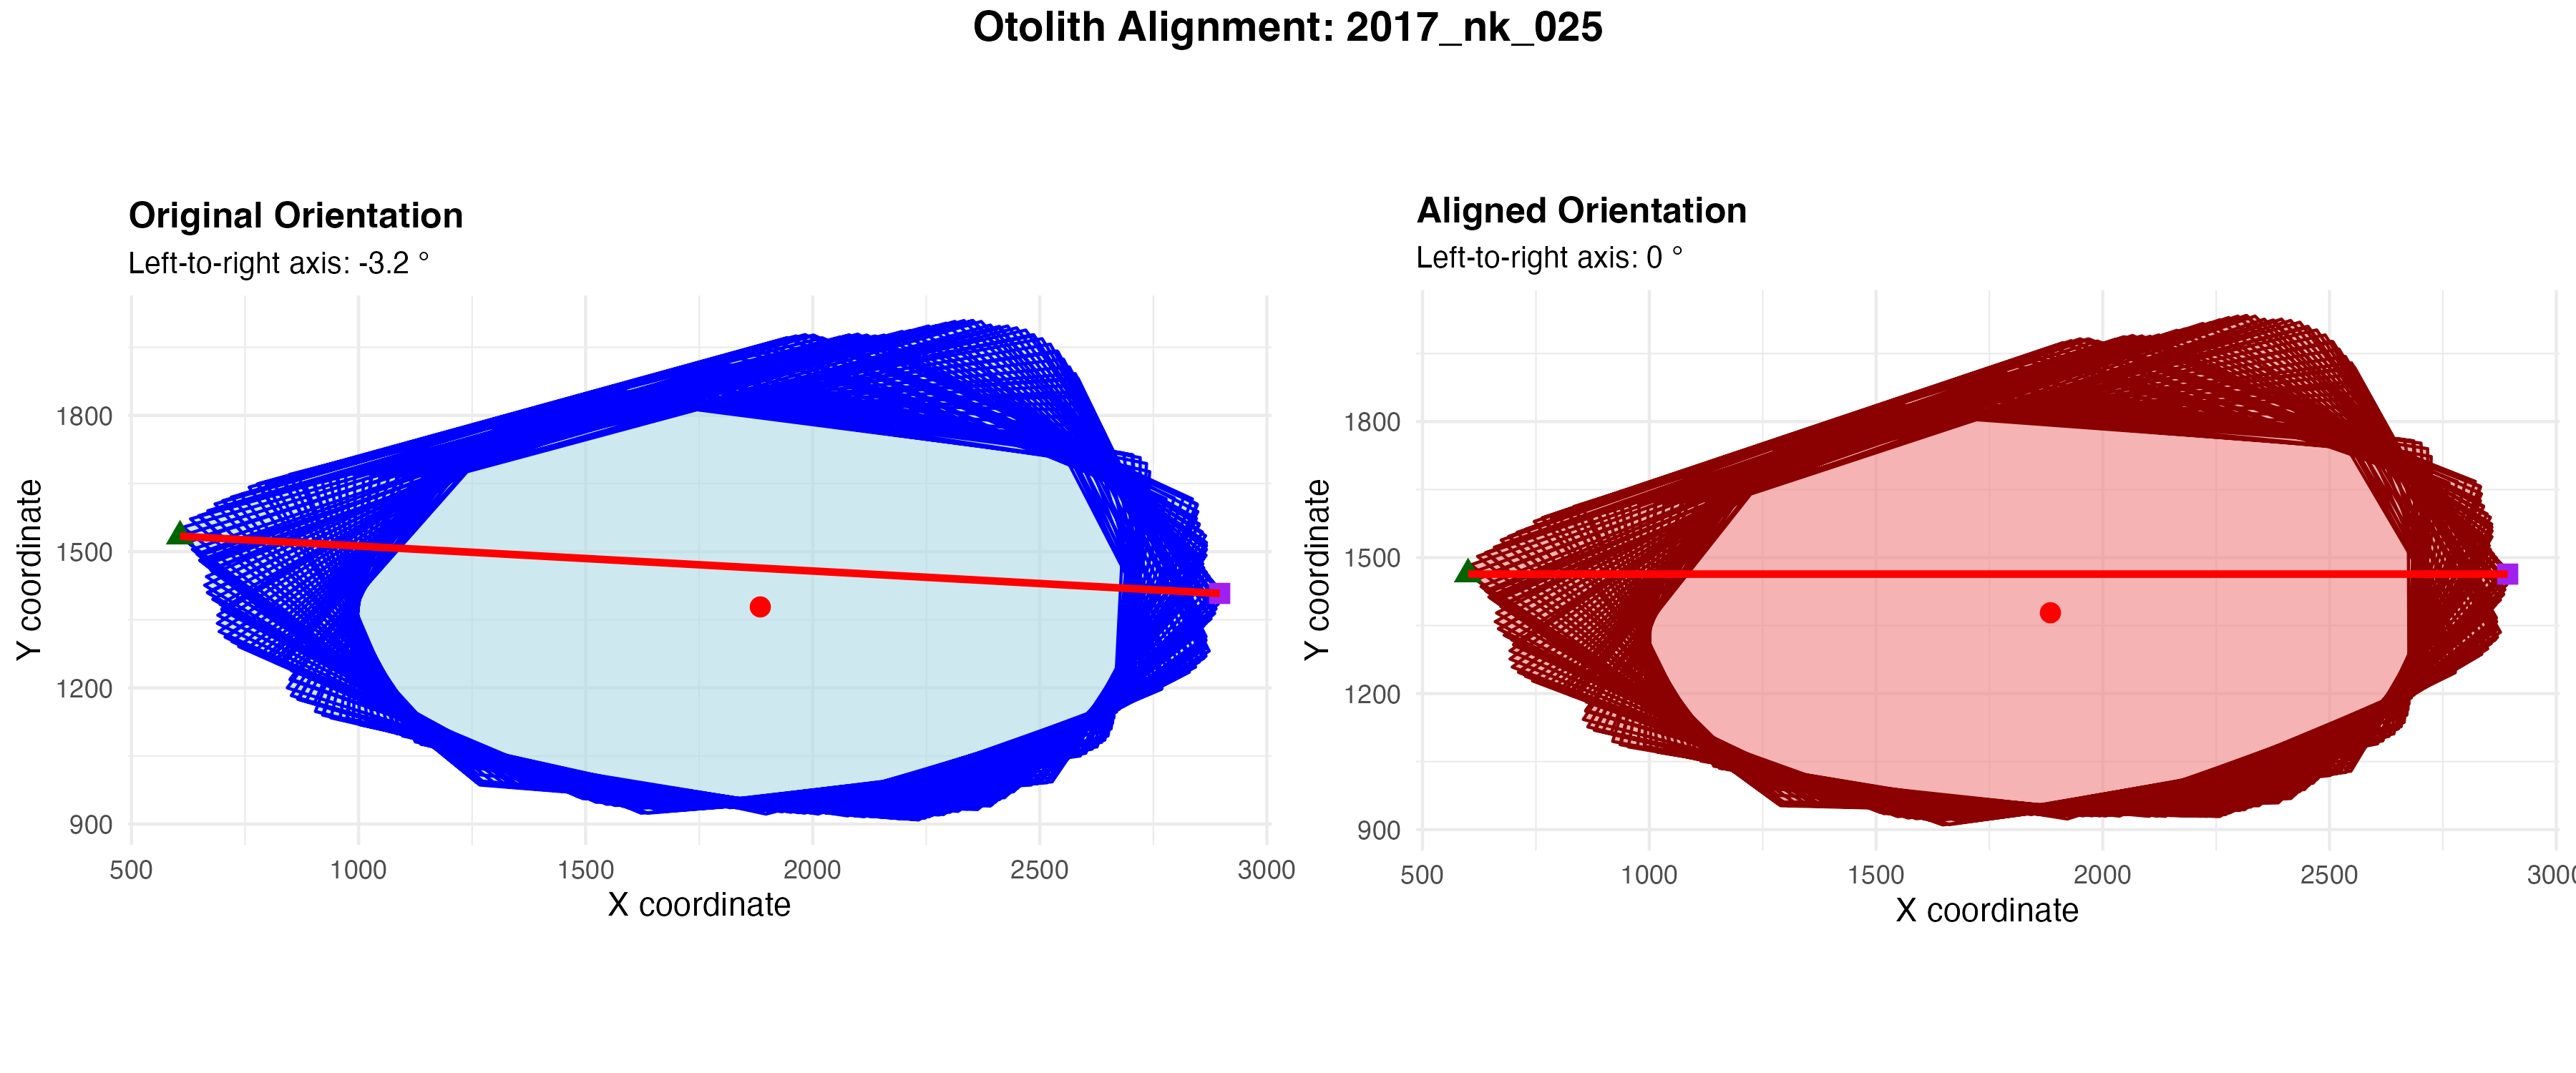 Otolith Alignment: 2017_nk_025
Original Orientation
Left-to-right axis: -3.2 °
Y coordinate
1800
1500
1200
900
500 1000 1500 2000 2500 3000
X coordinate
Aligned Orientation
Left-to-right axis: 0 °
Y coordinate
1800
1500
1200
900
500 1000 1500 2000 2500 3000
X coordinate